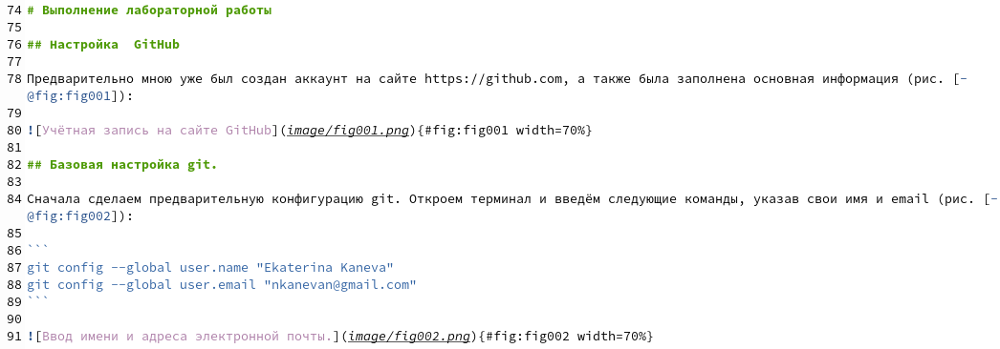 74 # Выполнение лабораторной работы
75
76 ## Настройка  GitHub
77
78 Предварительно мною уже был создан аккаунт на сайте https://github.com, а также была заполнена основная информация (рис. [-
@fig:fig001]):
79
80 ![Учётная запись на сайте GitHub](image/fig001.png){#fig:fig001 width=70%}
81
82 ## Базовая настройка git.
83
84 Сначала сделаем предварительную конфигурацию git. Откроем терминал и введём следующие команды, указав свои имя и email (рис. [-
@fig:fig002]):
85
86 ```
87 git config --global user.name "Ekaterina Kaneva"
88 git config --global user.email "nkanevan@gmail.com"
89 ```
90
91 ![Ввод имени и адреса электронной почты.](image/fig002.png){#fig:fig002 width=70%}